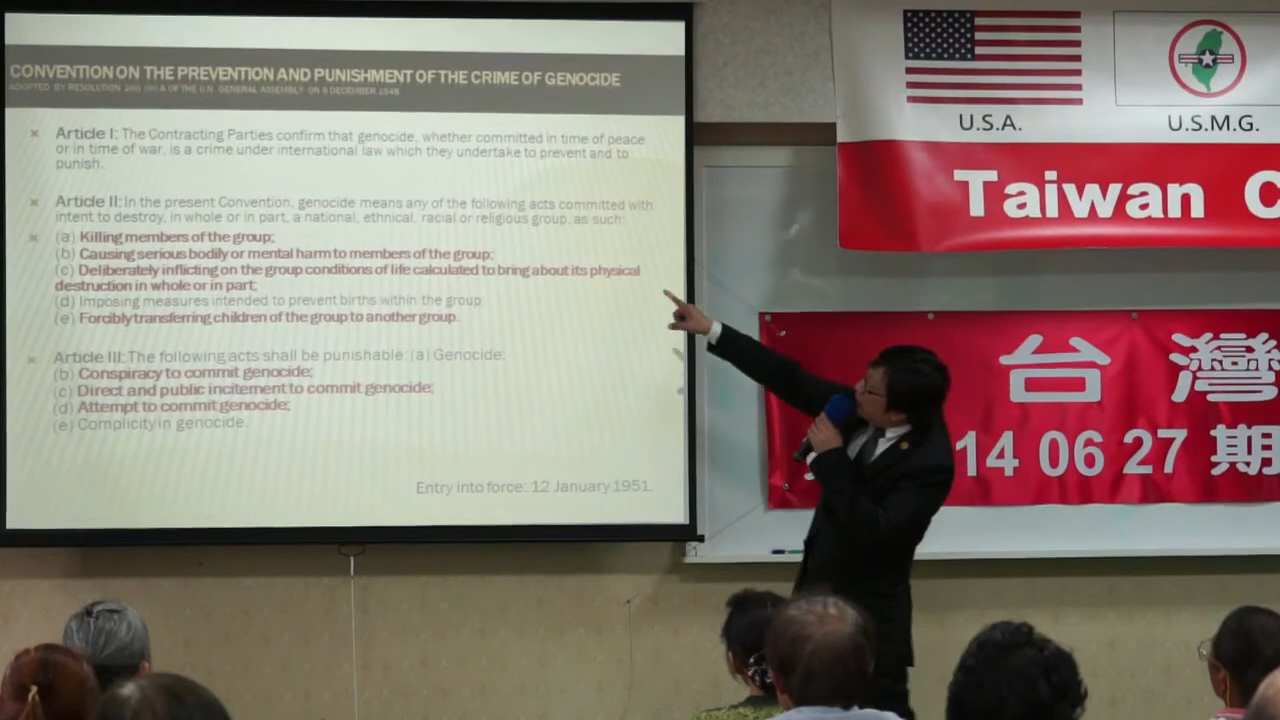 CONVENTION ON THE PREVENTION AND PUNISHMENT OF THE CRIME OF GENOCIDE
ADOPTED BY RESOLUTION 260 (III) A OF THE U.N. GENERAL ASSEMBLY ON 9 DECEMBER 1948
Article I: The Contracting Parties confirm that genocide, whether committed in time of peace
or in time of war, is a crime under international law which they undertake to prevent and to
punish.
Article II: In the present Convention, genocide means any of the following acts committed with
intent to destroy, in whole or in part, a national, ethnical, racial or religious group, as such:
(a) Killing members of the group;
(b) Causing serious bodily or mental harm to members of the group;
(c) Deliberately inflicting on the group conditions of life calculated to bring about its physical
destruction in whole or in part;
(d) Imposing measures intended to prevent births within the group;
(e) Forcibly transferring children of the group to another group.
Article III: The following acts shall be punishable: (a) Genocide;
(b) Conspiracy to commit genocide;
(c) Direct and public incitement to commit genocide;
(d) Attempt to commit genocide;
(e) Complicity in genocide.
Entry into force: 12 January 1951.
U.S.A.
U.S.M.G.
Taiwan C
台灣
14 06 27 期